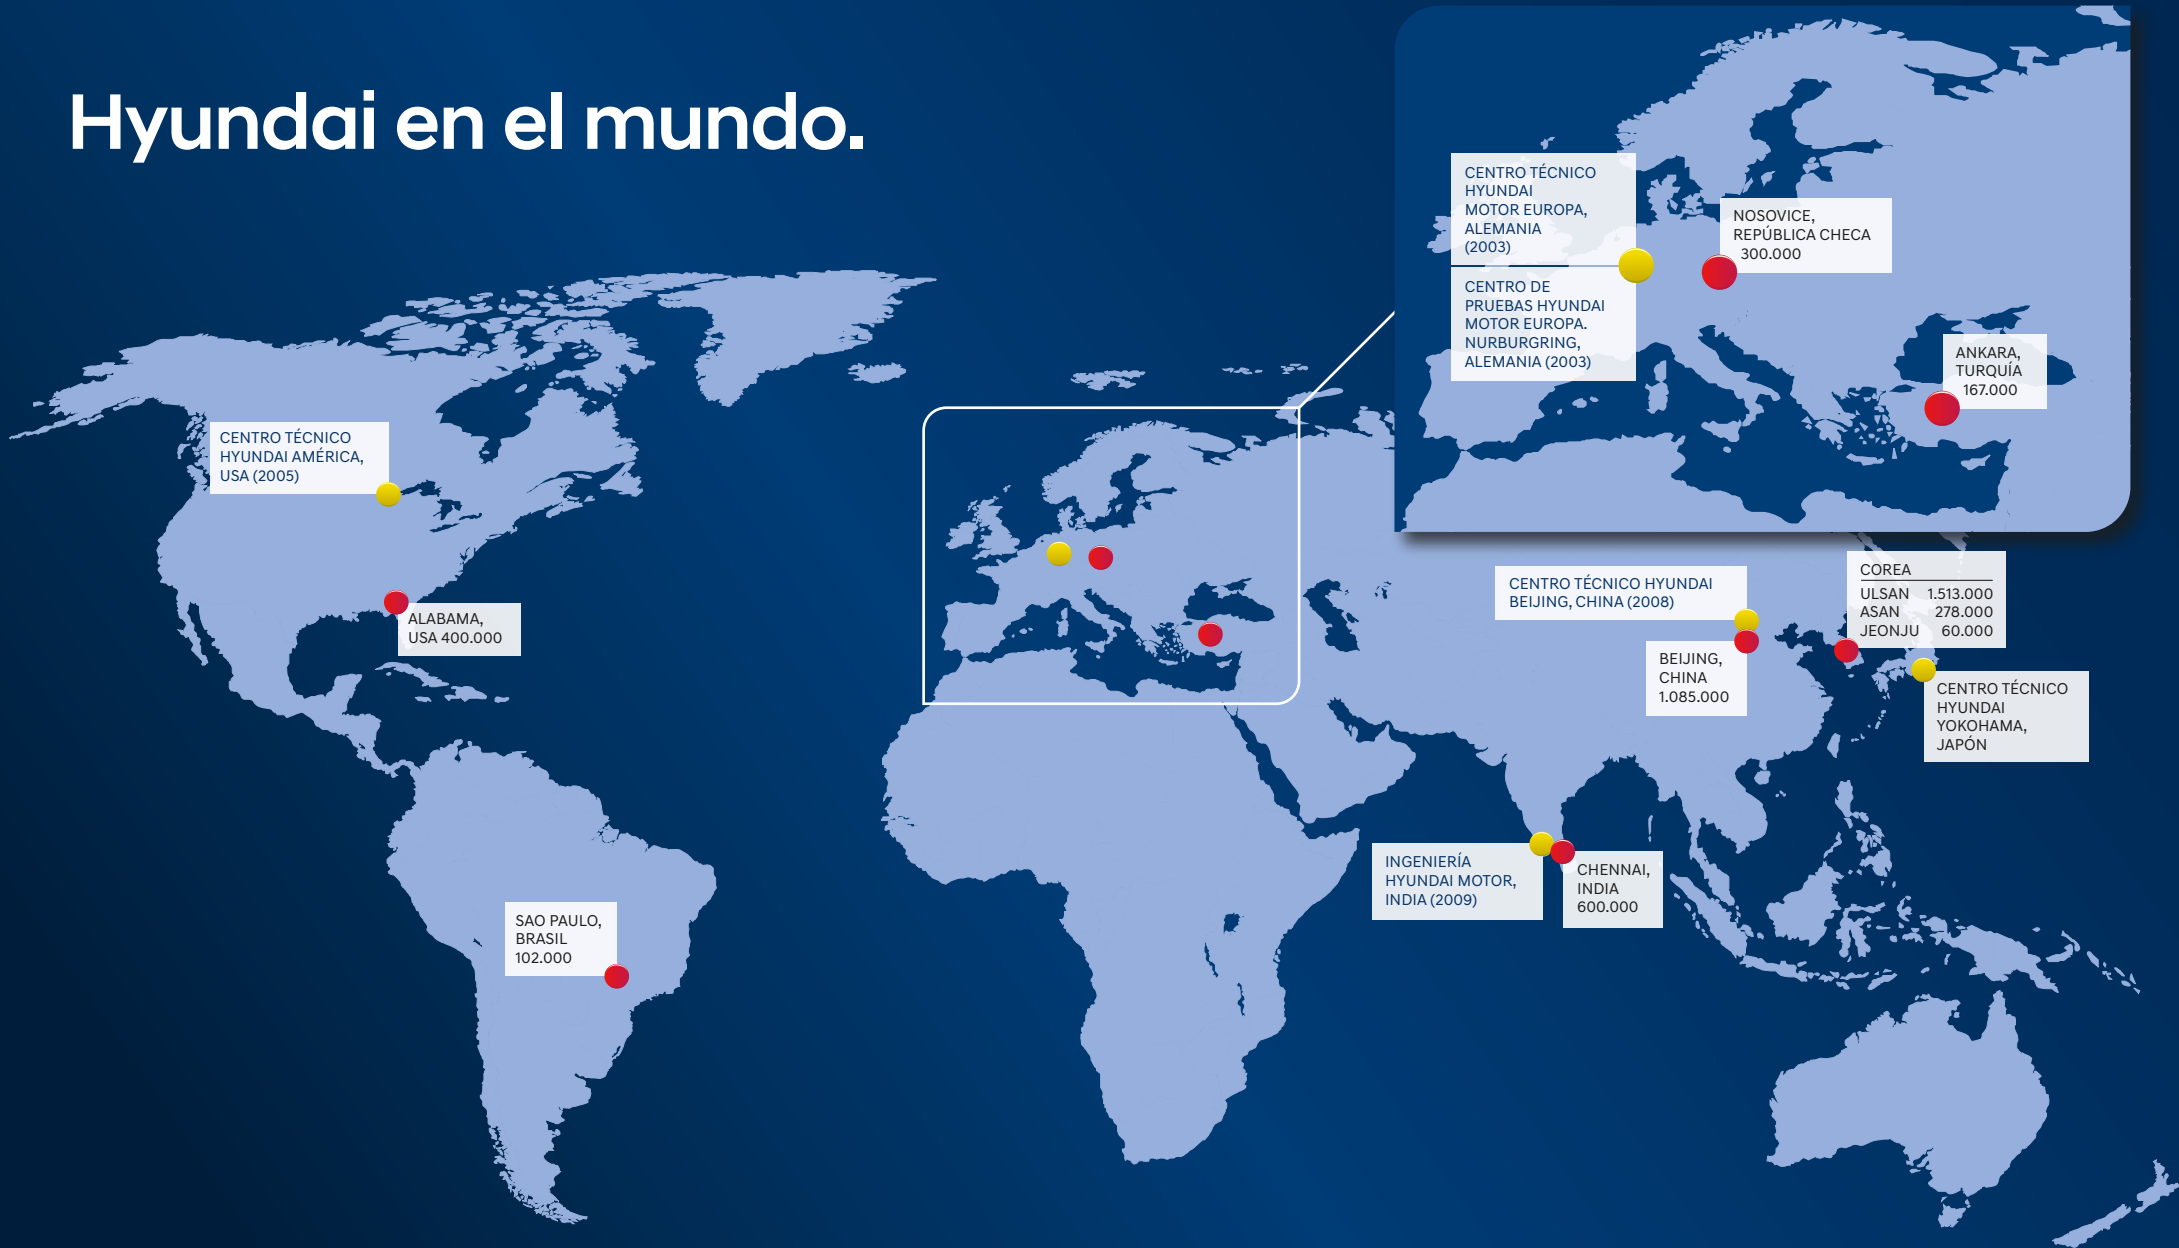 Hyundai en el mundo.
CENTRO TÉCNICO
HYUNDAI
MOTOR EUROPA,
ALEMANIA
(2003)
CENTRO DE
PRUEBAS HYUNDAI
MOTOR EUROPA.
NURBURGRING,
ALEMANIA (2003)
NOSOVICE,
REPÚBLICA CHECA
300.000
ANKARA,
TURQUÍA
167.000
CENTRO TÉCNICO
HYUNDAI AMÉRICA,
USA (2005)
ALABAMA,
USA 400.000
SAO PAULO,
BRASIL
102.000
CENTRO TÉCNICO HYUNDAI
BEIJING, CHINA (2008)
BEIJING,
CHINA
1.085.000
COREA
ULSAN 1.513.000
ASAN 278.000
JEONJU 60.000
CENTRO TÉCNICO
HYUNDAI
YOKOHAMA,
JAPÓN
INGENIERÍA
HYUNDAI MOTOR,
INDIA (2009)
CHENNAI,
INDIA
600.000